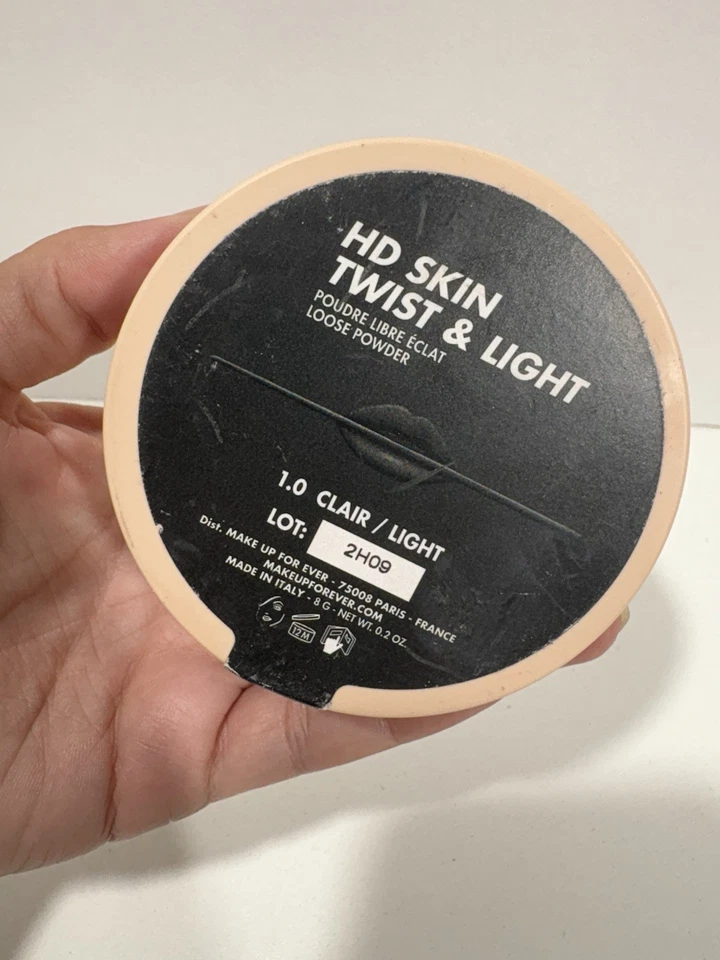 HD SKIN
TWIST & LIGHT
POUDRE LIBRE ÉCLAT
LOOSE POWDER
1.0 CLAIR / LIGHT
LOT: 2H09
Dist. MAKE UP FOR EVER - 75008 PARIS - FRANCE
MAKEUPFOREVER.COM
MADE IN ITALY - 8 G - NET WT. 0.2 OZ.
12M